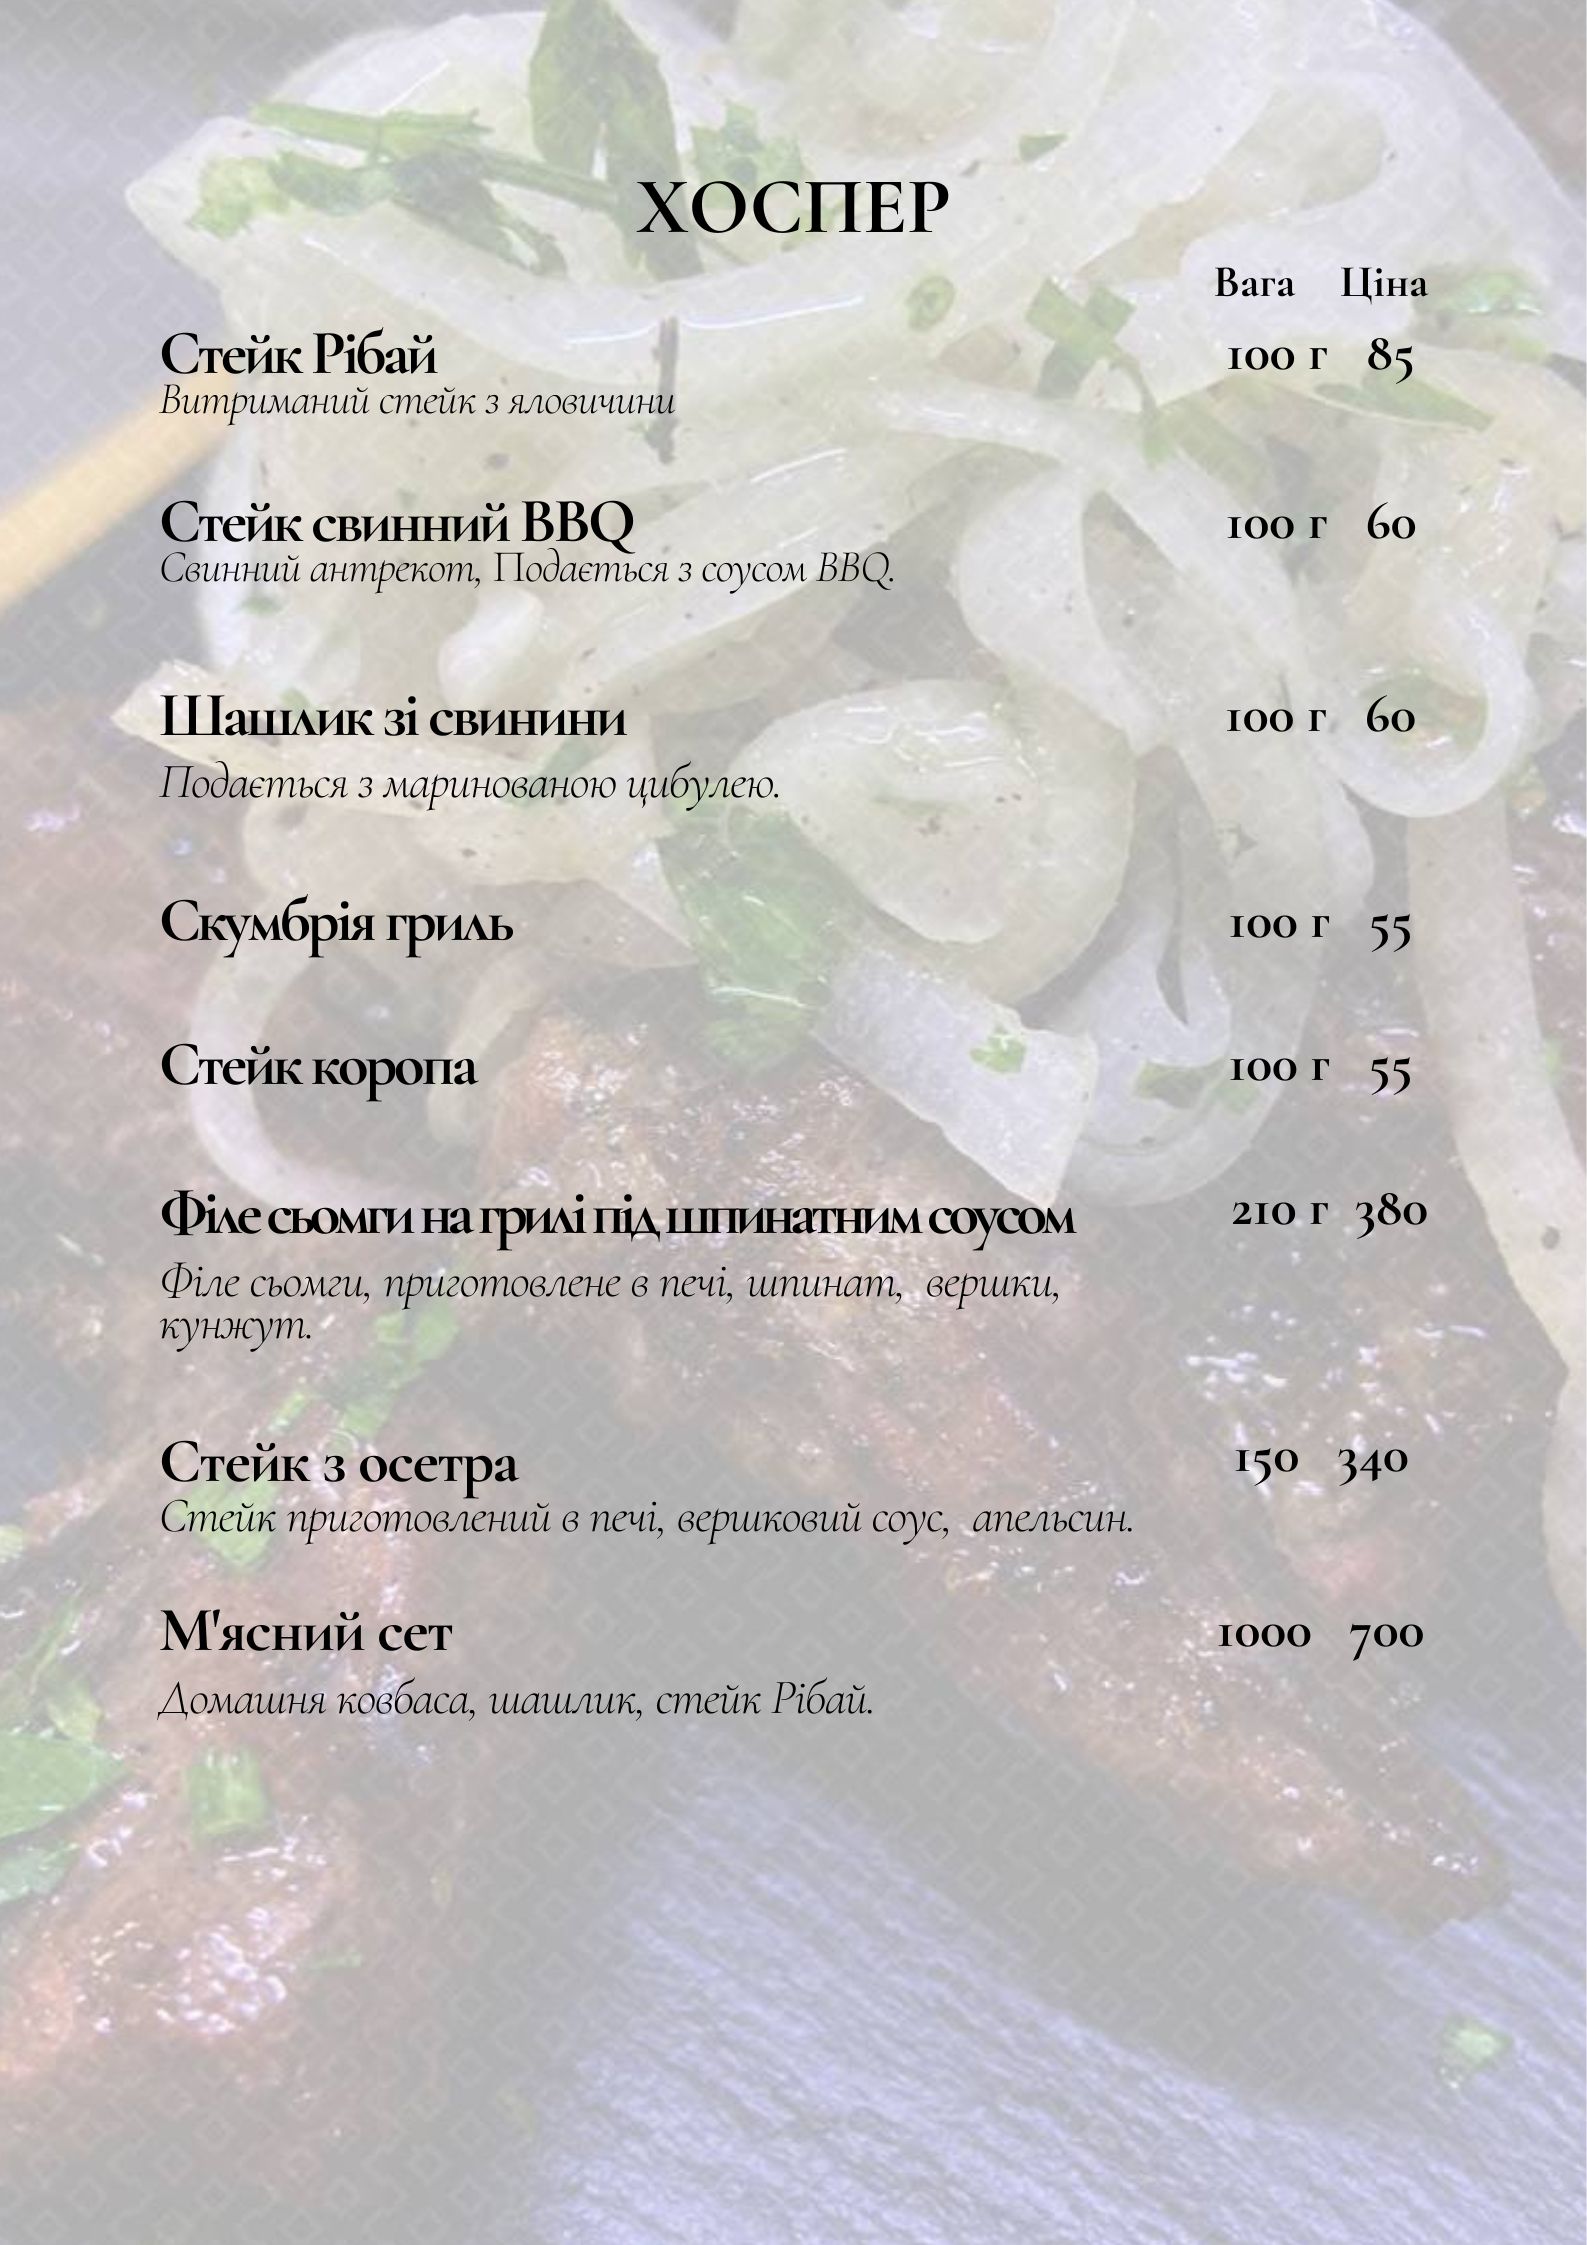 ХОСПЕР
Вага Ціна
Стейк Рібай 100 г 85
Витриманий стейк з яловичини
Стейк свинний BBQ 100 г 60
Свинний антрекот, Подається з соусом BBQ.
Шашлик зі свинини 100 г 60
Подається з маринованою цибулею.
Скумбрія гриль 100 г 55
Стейк коропа 100 г 55
Філе сьомги на грилі під шпинатним соусом 210 г 380
Філе сьомги, приготовлене в печі, шпинат, вершки,
кунжут.
Стейк з осетра 150 340
Стейк приготовлений в печі, вершковий соус, апельсин.
М'ясний сет 1000 700
Домашня ковбаса, шашлик, стейк Рібай.